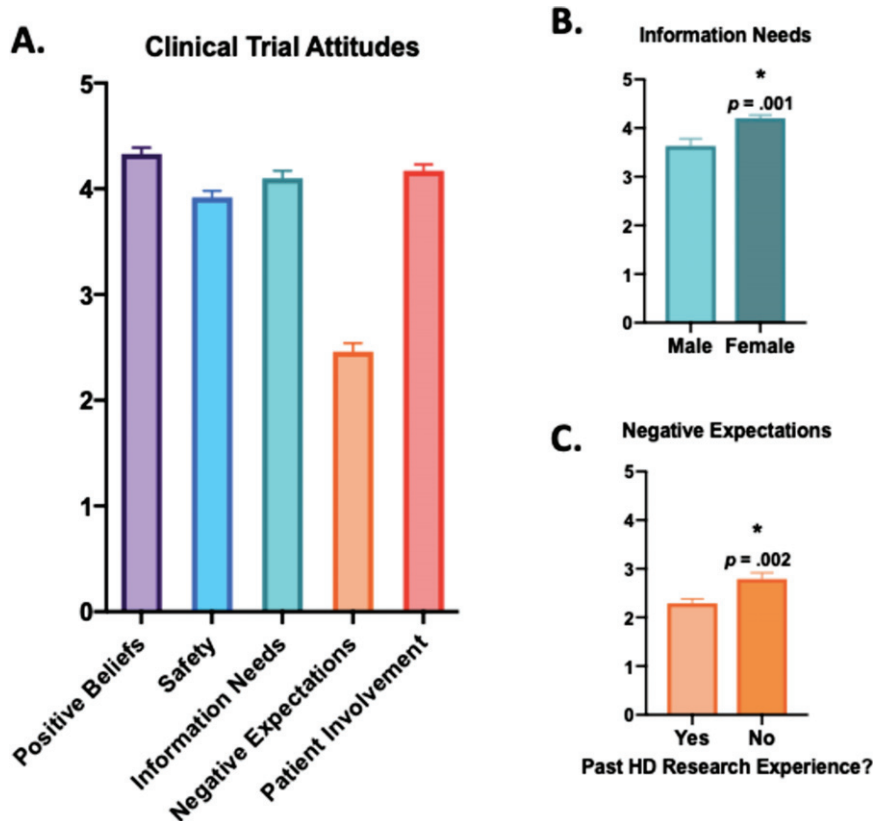 A.
Clinical Trial Attitudes
5
4
3
2
1
0
Positive Beliefs
Safety
Information Needs
Negative Expectations
Patient Involvement
B.
Information Needs
*
p = .001
5
4
3
2
1
0
Male Female
C.
Negative Expectations
*
p = .002
5
4
3
2
1
0
Yes No
Past HD Research Experience?